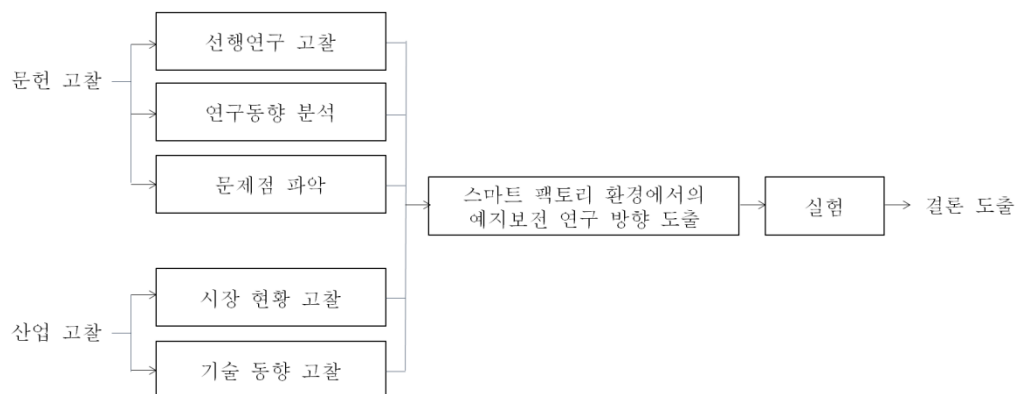 문헌 고찰
선행연구 고찰
연구동향 분석
문제점 파악
산업 고찰
시장 현황 고찰
기술 동향 고찰
스마트 팩토리 환경에서의
예지보전 연구 방향 도출
실험
결론 도출